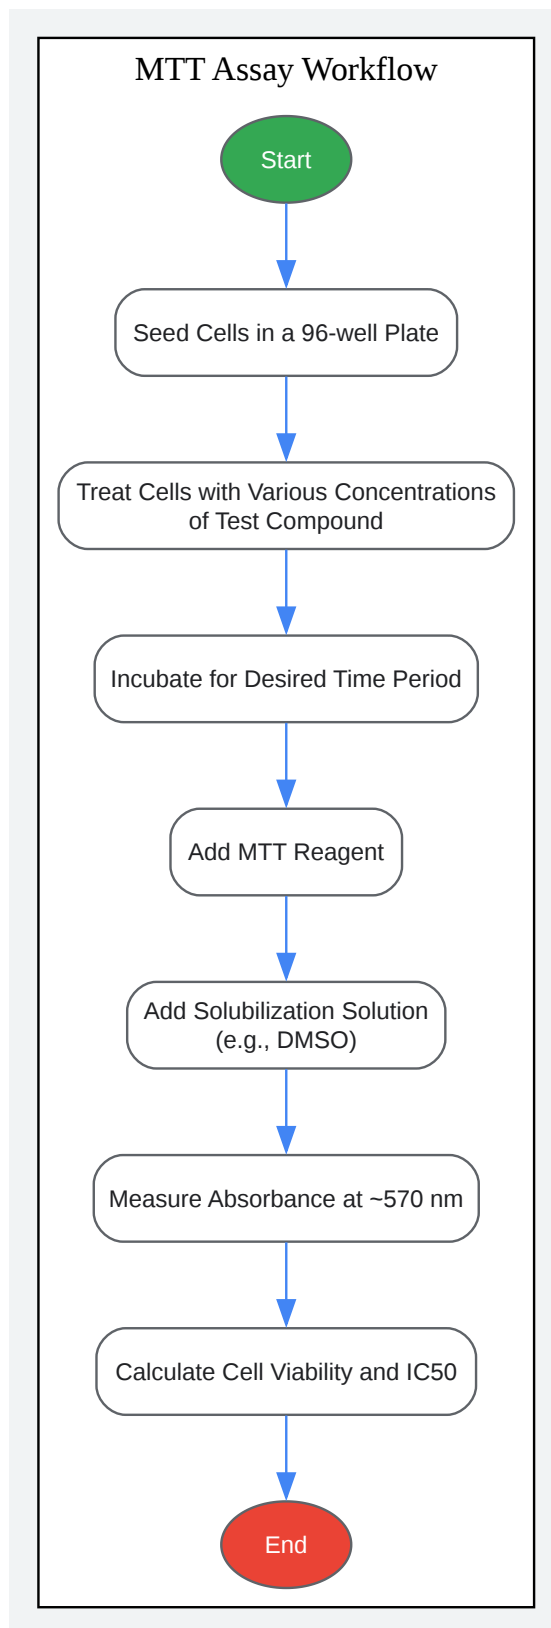 MTT Assay Workflow
Start
Seed Cells in a 96-well Plate
Treat Cells with Various Concentrations
of Test Compound
Incubate for Desired Time Period
Add MTT Reagent
Add Solubilization Solution
(e.g., DMSO)
Measure Absorbance at ~570 nm
Calculate Cell Viability and IC50
End